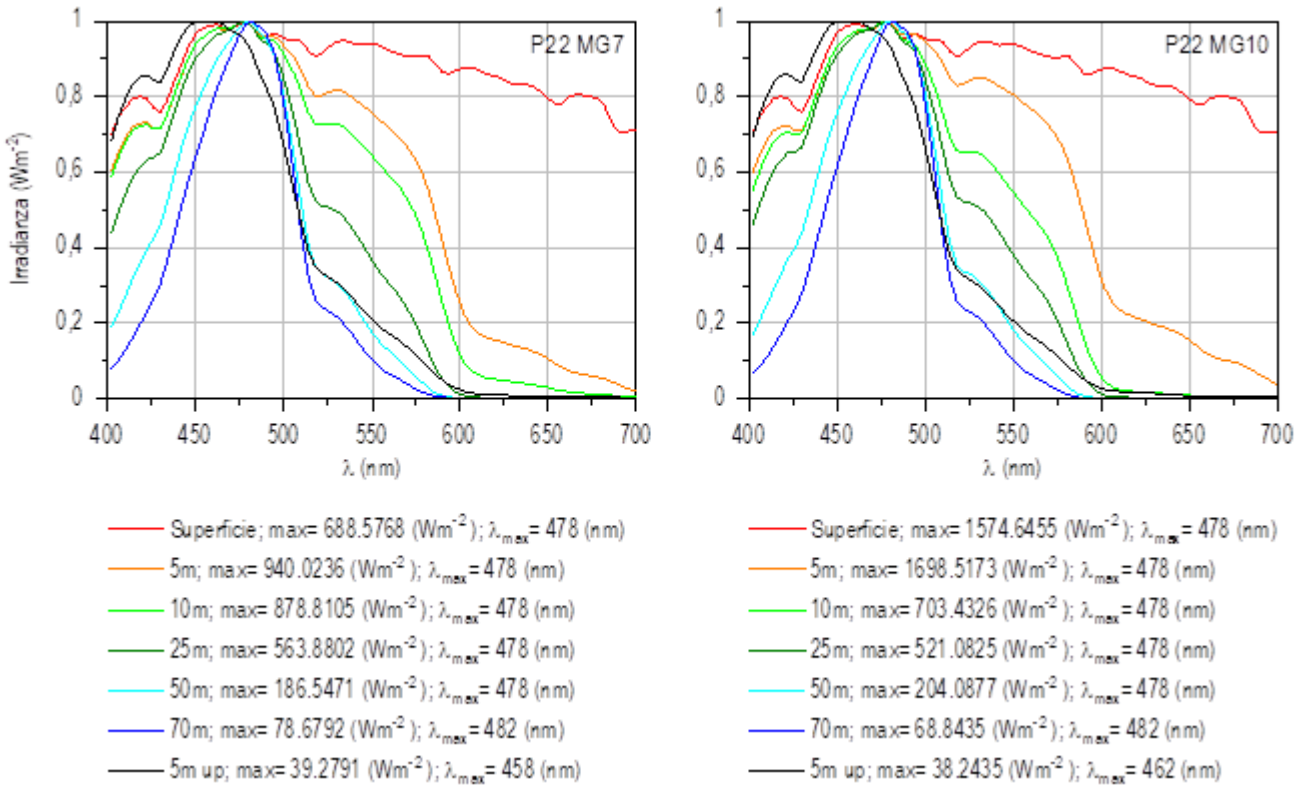 P22 MG7
Irradianza (Wm-2)
1
0,8
0,6
0,4
0,2
0
400 450 500 550 600 650 700
λ (nm)
Superficie; max= 688.5768 (Wm-2 ); λmax= 478 (nm)
5m; max= 940.0236 (Wm-2 ); λmax= 478 (nm)
10m; max= 878.8105 (Wm-2 ); λmax= 478 (nm)
25m; max= 563.8802 (Wm-2 ); λmax= 478 (nm)
50m; max= 186.5471 (Wm-2 ); λmax= 478 (nm)
70m; max= 78.6792 (Wm-2 ); λmax= 482 (nm)
5m up; max= 39.2791 (Wm-2 ); λmax= 458 (nm)
P22 MG10
1
0,8
0,6
0,4
0,2
0
400 450 500 550 600 650 700
λ (nm)
Superficie; max= 1574.6455 (Wm-2 ); λmax= 478 (nm)
5m; max= 1698.5173 (Wm-2 ); λmax= 478 (nm)
10m; max= 703.4326 (Wm-2 ); λmax= 478 (nm)
25m; max= 521.0825 (Wm-2 ); λmax= 478 (nm)
50m; max= 204.0877 (Wm-2 ); λmax= 478 (nm)
70m; max= 68.8435 (Wm-2 ); λmax= 482 (nm)
5m up; max= 38.2435 (Wm-2 ); λmax= 462 (nm)